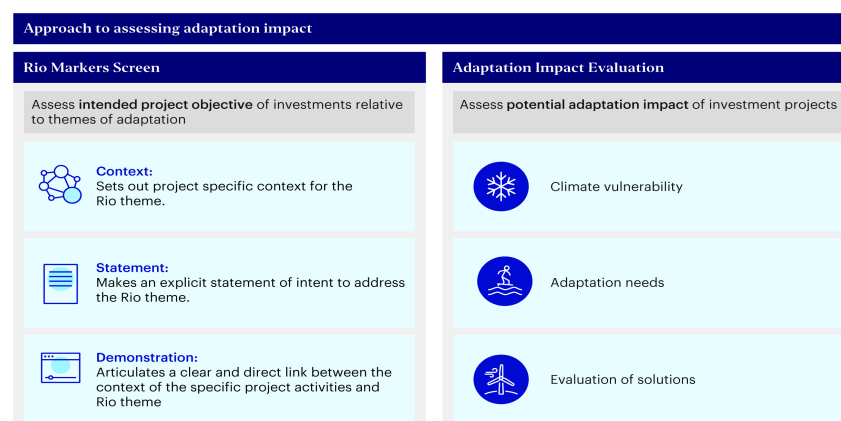 Approach to assessing adaptation impact
Rio Markers Screen
Assess intended project objective of investments relative
to themes of adaptation
Context:
Sets out project specific context for the
Rio theme.
Statement:
Makes an explicit statement of intent to address
the Rio theme.
Demonstration:
Articulates a clear and direct link between the
context of the specific project activities and
Rio theme
Adaptation Impact Evaluation
Assess potential adaptation impact of investment projects
Climate vulnerability
Adaptation needs
Evaluation of solutions